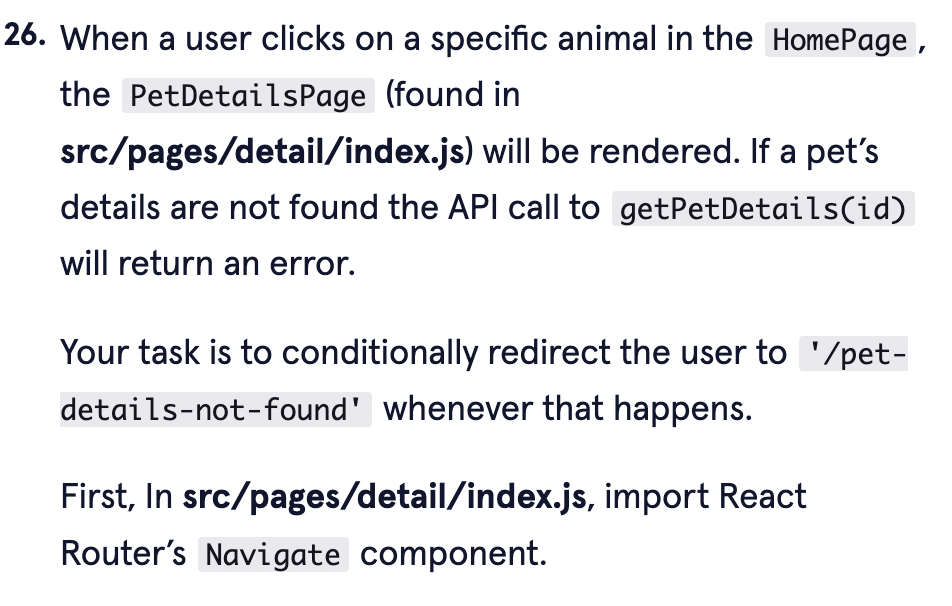 26. When a user clicks on a specific animal in the HomePage,
the PetDetailsPage (found in
src/pages/detail/index.js) will be rendered. If a pet’s
details are not found the API call to getPetDetails(id)
will return an error.
Your task is to conditionally redirect the user to '/pet-
details-not-found' whenever that happens.
First, In src/pages/detail/index.js, import React
Router’s Navigate component.